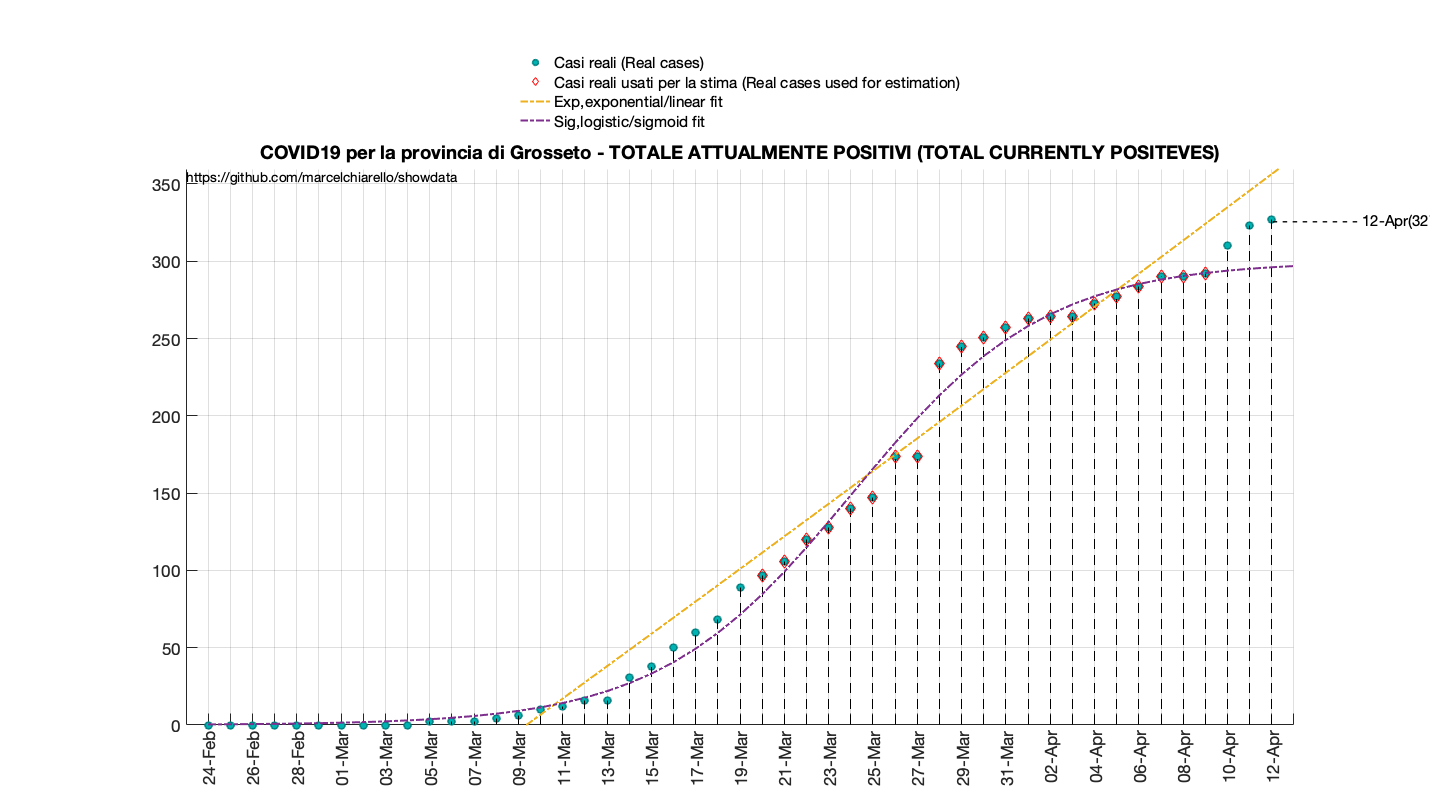 Casi reali (Real cases)
Casi reali usati per la stima (Real cases used for estimation)
Exp,exponential/linear fit
Sig,logistic/sigmoid fit
COVID19 per la provincia di Grosseto - TOTALE ATTUALMENTE POSITIVI (TOTAL CURRENTLY POSITEVES)
https://github.com/marcelchiarello/showdata
350
300
250
200
150
100
50
0
12-Apr(32
24-Feb
26-Feb
28-Feb
01-Mar
03-Mar
05-Mar
07-Mar
09-Mar
11-Mar
13-Mar
15-Mar
17-Mar
19-Mar
21-Mar
23-Mar
25-Mar
27-Mar
29-Mar
31-Mar
02-Apr
04-Apr
06-Apr
08-Apr
10-Apr
12-Apr